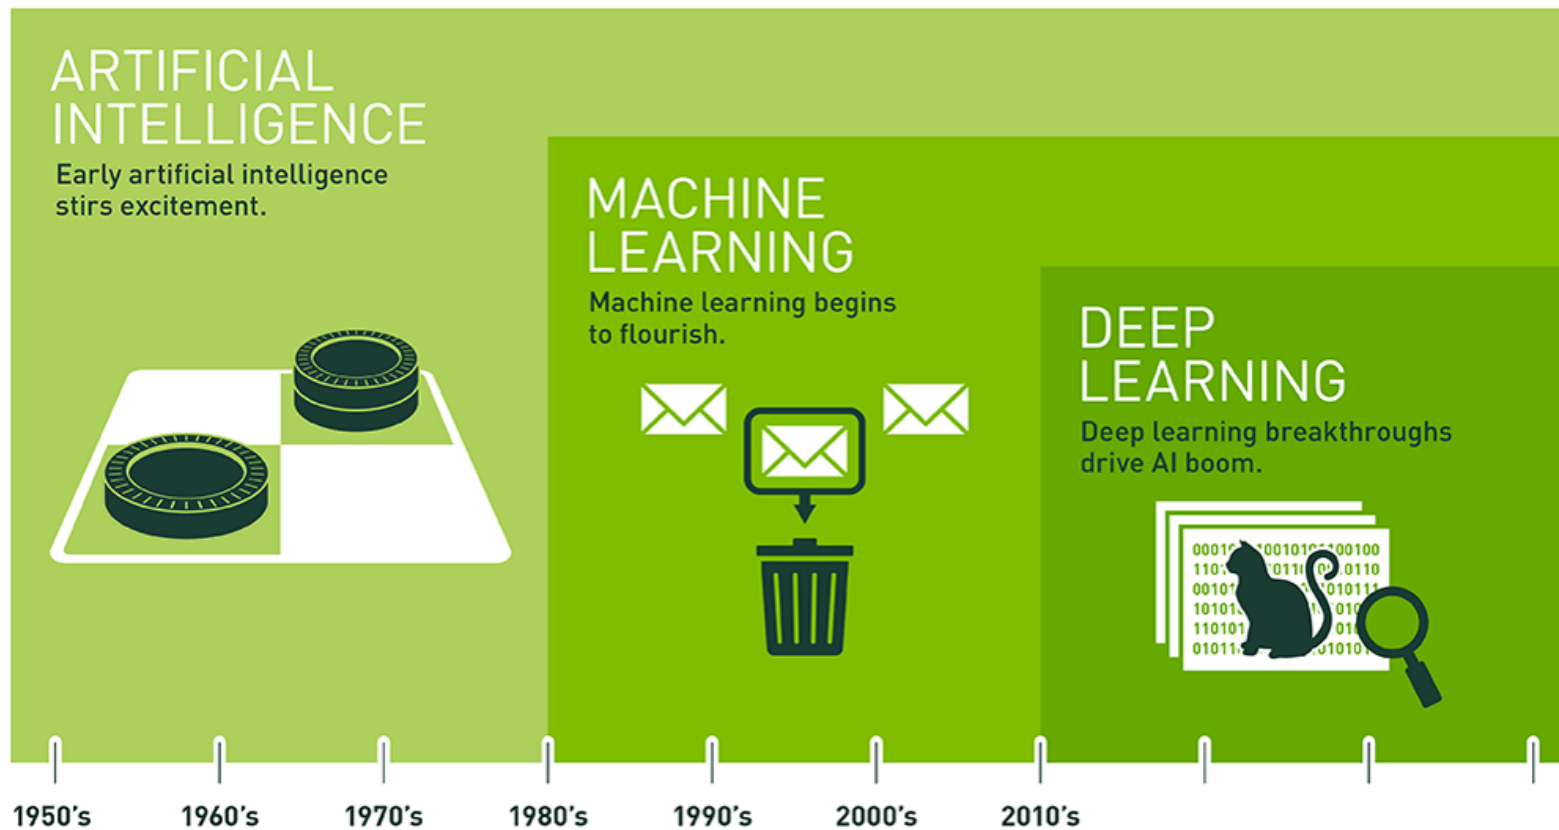 ARTIFICIAL
INTELLIGENCE
Early artificial intelligence
stirs excitement.
MACHINE
LEARNING
Machine learning begins
to flourish.
DEEP
LEARNING
Deep learning breakthroughs
drive AI boom.
1950's
1960's
1970's
1980's
1990's
2000's
2010's